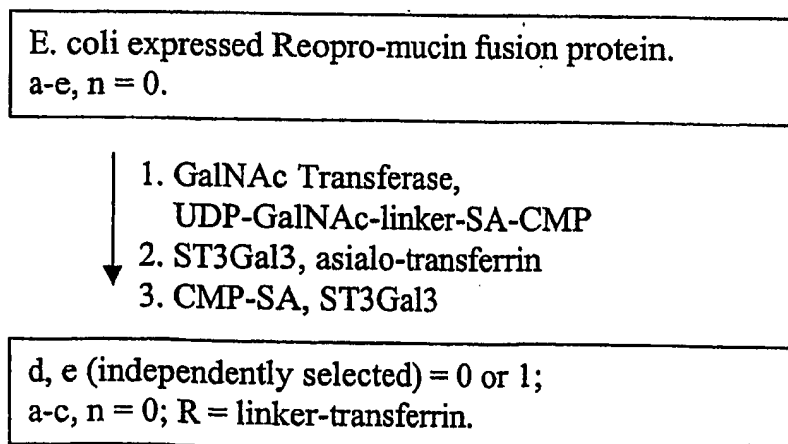 E. coli expressed Reopro-mucin fusion protein.
a-e, n = 0.
1. GalNAc Transferase,
UDP-GalNAc-linker-SA-CMP
2. ST3Gal3, asialo-transferrin
3. CMP-SA, ST3Gal3
d, e (independently selected) = 0 or 1;
a-c, n = 0; R = linker-transferrin.